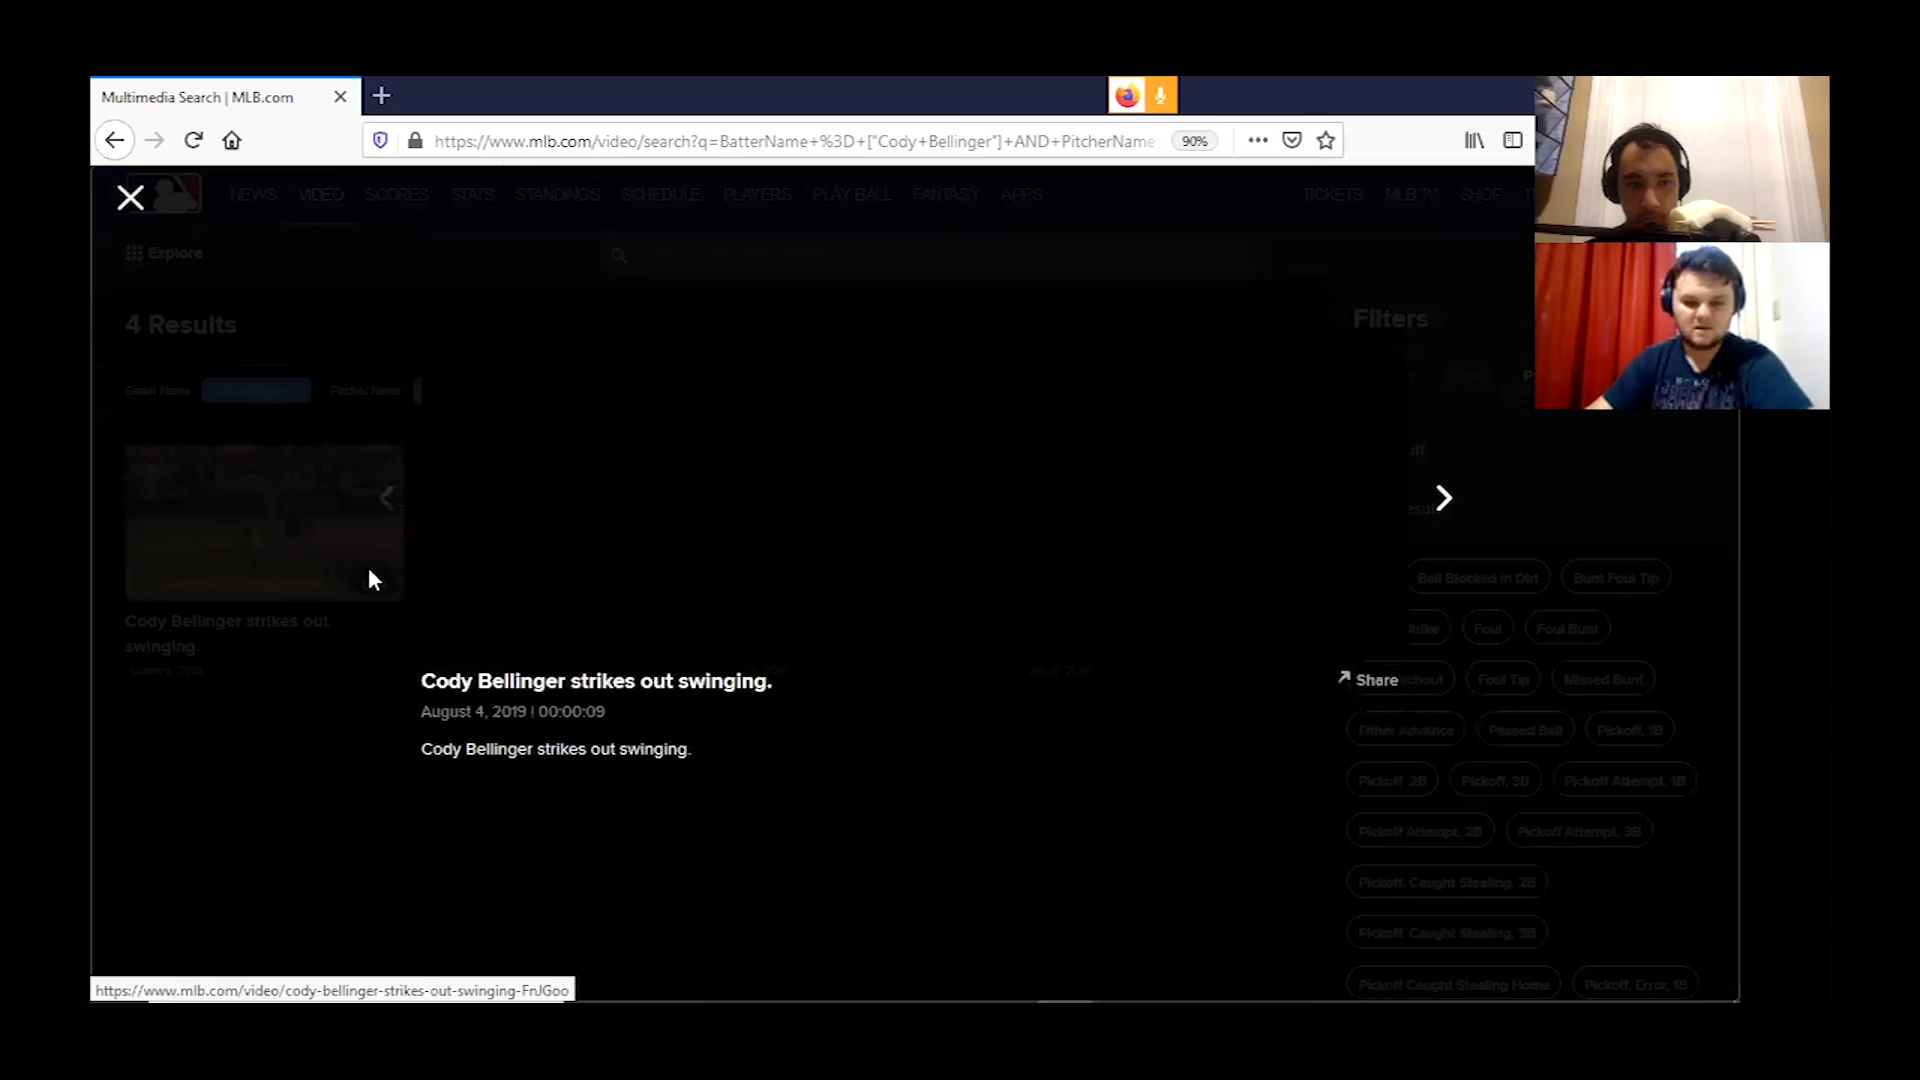 Multimedia Search | MLB.com
https://www.mlb.com/video/search?q=BatterName+%3D+["Cody+Bellinger"]+AND+PitcherName
90%
NEWS VIDEO SCORES STATS STANDINGS SCHEDULE PLAYERS PLAY BALL FANTASY APPS TICKETS MLB.TV SHOP
Explore
4 Results
Filters
Batter Name Pitcher Name
Ball Blocked in Dirt Bunt Foul Tip
Cody Bellinger strikes out
swinging.
Foul Foul Bunt
Cody Bellinger strikes out swinging.
Share
Foul Tip Missed Bunt
August 4, 2019 | 00:00:09
Cody Bellinger strikes out swinging.
Other Advance Passed Ball Pickoff, 1B
Pickoff 2B Pickoff, 3B Pickoff Attempt, 1B
Pickoff Attempt, 2B Pickoff Attempt, 3B
Pickoff, Caught Stealing, 2B
Pickoff, Caught Stealing, 3B
Pickoff Caught Stealing Home Pickoff, Error, 1B
https://www.mlb.com/video/cody-bellinger-strikes-out-swinging-FnJGoo